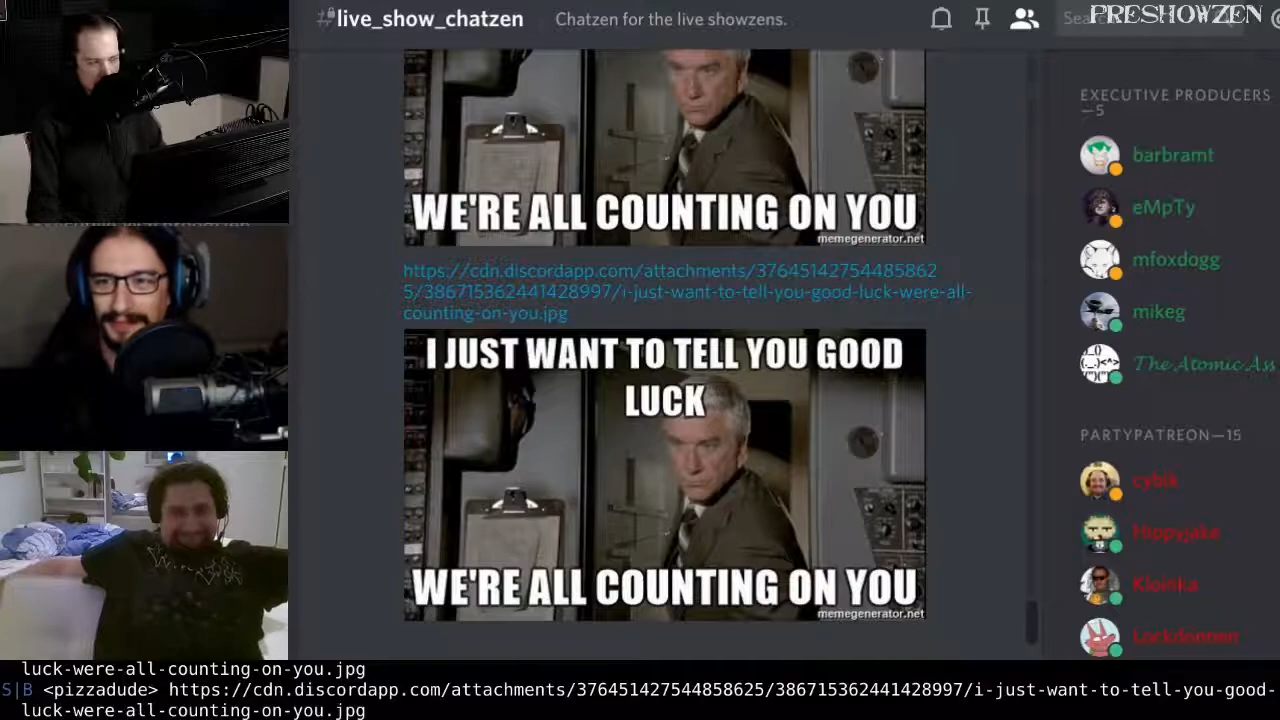 #live_show_chatzen
Chatzen for the live showzens.
PRESHOWZEN
WE'RE ALL COUNTING ON YOU
memegenerator.net
https://cdn.discordapp.com/attachments/37645142754485862
5/386715362441428997/i-just-want-to-tell-you-good-luck-were-all-
counting-on-you.jpg
I JUST WANT TO TELL YOU GOOD
LUCK
WE'RE ALL COUNTING ON YOU
memegenerator.net
EXECUTIVE PRODUCERS
—5
barbramt
eMpTy
mfoxdogg
mikeg
The Atomic Ass
PARTYPATREON—15
cyblk
Hippyjake
Kloinka
luck-were-all-counting-on-you.jpg
S|B <pizzadude> https://cdn.discordapp.com/attachments/376451427544858625/386715362441428997/i-just-want-to-tell-you-good-
luck-were-all-counting-on-you.jpg